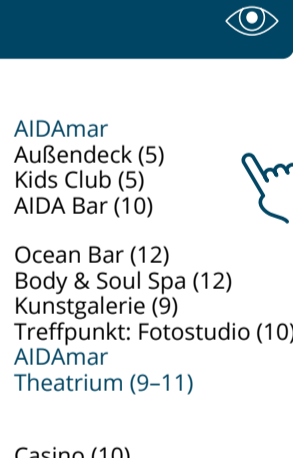 AIDAmar
Außendeck (5)
Kids Club (5)
AIDA Bar (10)
Ocean Bar (12)
Body & Soul Spa (12)
Kunstgalerie (9)
Treffpunkt: Fotostudio (10)
AIDAmar
Theatrium (9–11)
Casino (10)